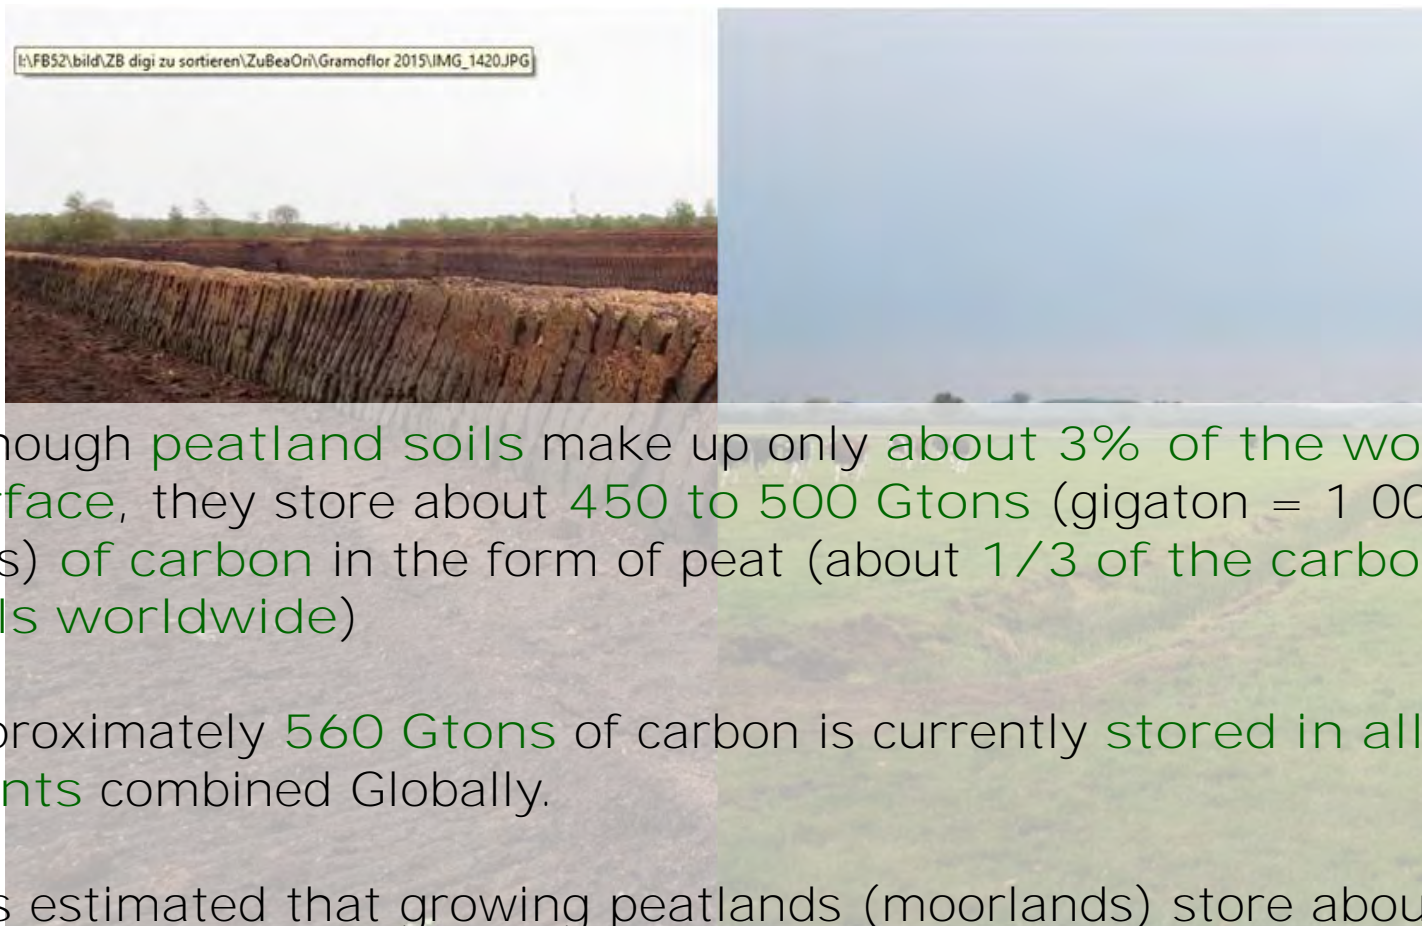 I:\FB52\bild\ZB digi zu sortieren\ZuBeaOri\Gramoflor 2015\IMG_1420.JPG
hough peatland soils make up only about 3% of the wo
rface, they store about 450 to 500 Gtons (gigaton = 1 00
s) of carbon in the form of peat (about 1/3 of the carbo
ls worldwide)
proximately 560 Gtons of carbon is currently stored in all
nts combined Globally.
s estimated that growing peatlands (moorlands) store abou